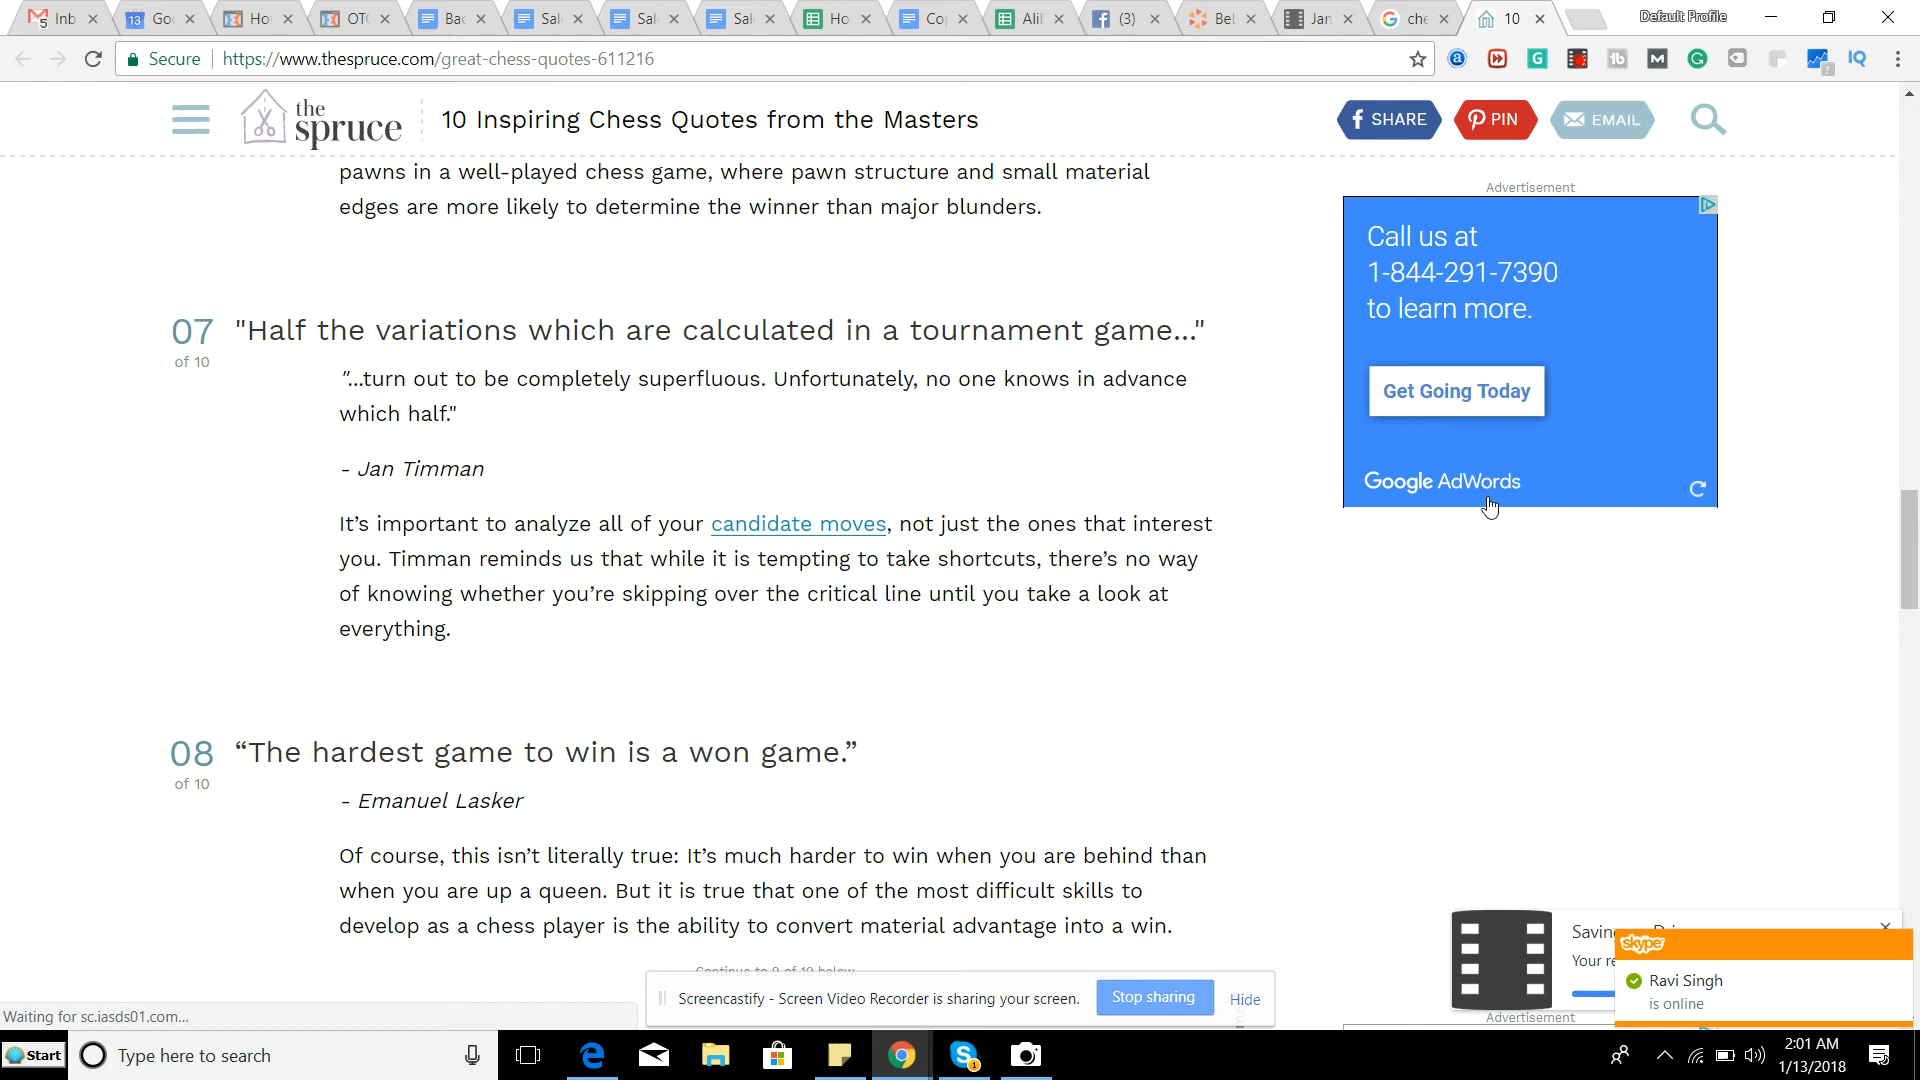 Inb
Goo
Hov
OTC
Bac
Sal
Sal
Sal
Ho
Co
Ali
(3)
Bel
Jan
che
10
Default Profile
Secure
https://www.thespruce.com/great-chess-quotes-611216
the spruce
10 Inspiring Chess Quotes from the Masters
SHARE
PIN
EMAIL
pawns in a well-played chess game, where pawn structure and small material
edges are more likely to determine the winner than major blunders.
Advertisement
Call us at
1-844-291-7390
to learn more.
Get Going Today
Google AdWords
07
of 10
"Half the variations which are calculated in a tournament game..."
"...turn out to be completely superfluous. Unfortunately, no one knows in advance
which half."
- Jan Timman
It’s important to analyze all of your candidate moves, not just the ones that interest
you. Timman reminds us that while it is tempting to take shortcuts, there’s no way
of knowing whether you’re skipping over the critical line until you take a look at
everything.
08
of 10
“The hardest game to win is a won game.”
- Emanuel Lasker
Of course, this isn’t literally true: It’s much harder to win when you are behind than
when you are up a queen. But it is true that one of the most difficult skills to
develop as a chess player is the ability to convert material advantage into a win.
Continue to 9 of 10 below.
Screencastify - Screen Video Recorder is sharing your screen.
Stop sharing
Hide
Saving
Your re
skype
Ravi Singh
is online
Advertisement
Waiting for sc.iasds01.com...
Start
Type here to search
2:01 AM
1/13/2018